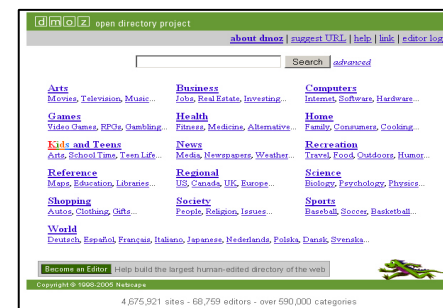 dmoz open directory project
about dmoz | suggest URL | help | link | editor log
Search advanced
Arts
Movies, Television, Music...
Business
Jobs, Real Estate, Investing...
Computers
Internet, Software, Hardware...
Games
Video Games, RPGs, Gambling...
Health
Fitness, Medicine, Alternative...
Home
Family, Consumers, Cooking...
Kids and Teens
Arts, School Time, Teen Life...
News
Media, Newspapers, Weather...
Recreation
Travel, Food, Outdoors, Humor...
Reference
Maps, Education, Libraries...
Regional
US, Canada, UK, Europe...
Science
Biology, Psychology, Physics...
Shopping
Autos, Clothing, Gifts...
Society
People, Religion, Issues...
Sports
Baseball, Soccer, Basketball...
World
Deutsch, Español, Français, Italiano, Japanese, Nederlands, Polska, Dansk, Svenska...
Become an Editor Help build the largest human-edited directory of the web
Copyright © 1998-2005 Netscape
4,675,921 sites - 68,759 editors - over 590,000 categories